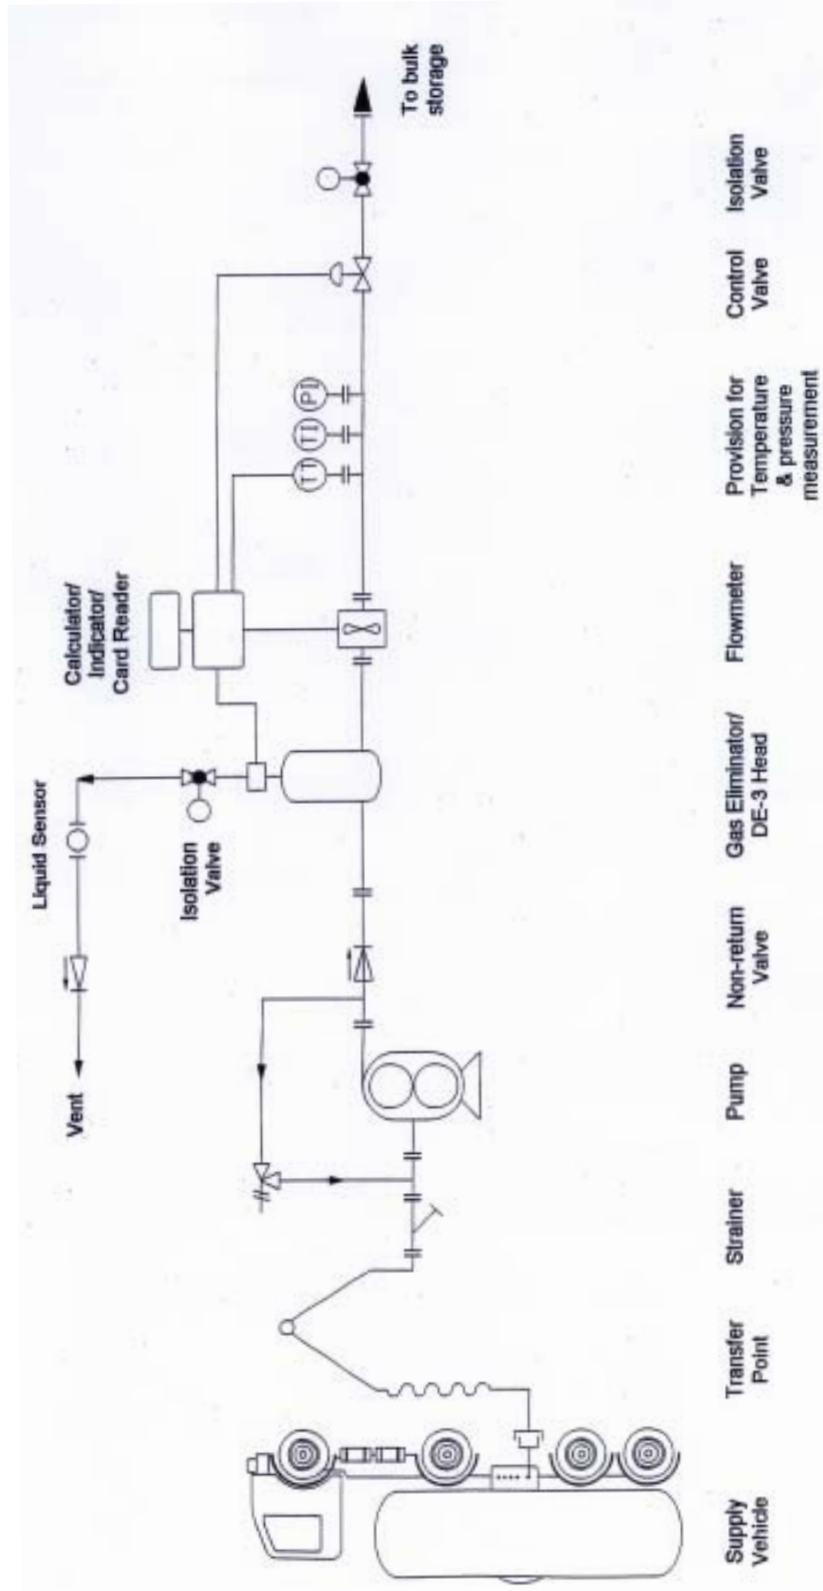 Supply
Vehicle
Transfer
Point
Strainer
Pump
Non-return
Valve
Gas Eliminator/
DE-3 Head
Flowmeter
Provision for
Temperature
& pressure
measurement
Control
Valve
Isolation
Valve
Vent
Liquid Sensor
Isolation
Valve
Calculator/
Indicator/
Card Reader
TT
TI
PI
To bulk
storage